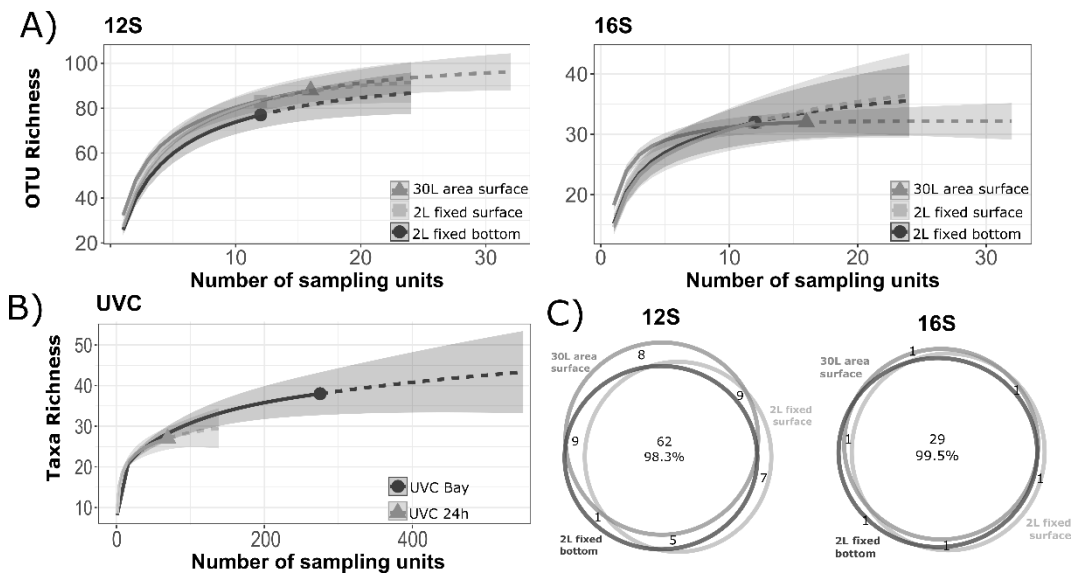 A)
12S
OTU Richness
100
80
60
40
20
10
20
30
Number of sampling units
30L area surface
2L fixed surface
2L fixed bottom
16S
40
30
20
0
10
20
30
Number of sampling units
30L area surface
2L fixed surface
2L fixed bottom
B)
UVC
Taxa Richness
50
40
30
20
10
0
200
400
Number of sampling units
UVC Bay
UVC 24h
C)
12S
30L area
surface
8
9
2L fixed
surface
9
62
98.3%
7
1
2L fixed
bottom
5
16S
1
30L area
surface
1
1
29
99.5%
1
1
2L fixed
bottom
1
2L fixed
surface